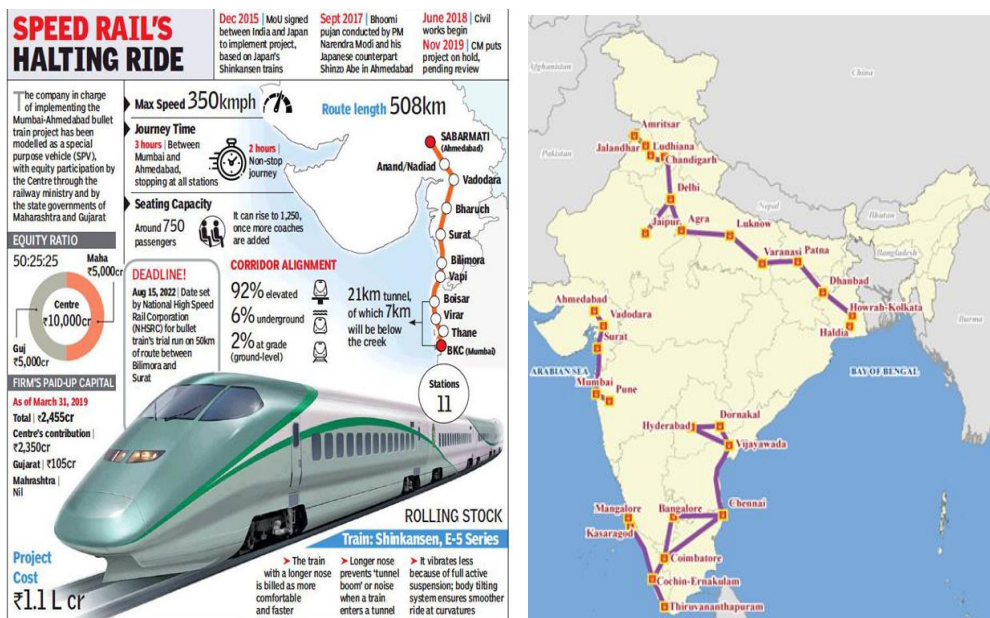 SPEED RAIL'S
HALTING RIDE
Dec 2015 | MoU signed
between India and Japan
to implement project,
based on Japan's
Shinkansen trains
Sept 2017 | Bhoomi
pujan conducted by PM
Narendra Modi and his
Japanese counterpart
Shinzo Abe in Ahmedabad
June 2018 | Civil
works begin
Nov 2019 | CM puts
project on hold,
pending review
The company in charge
of implementing the
Mumbai-Ahmedabad bullet
train project has been
modelled as a special
purpose vehicle (SPV),
with equity participation by
the Centre through the
railway ministry and by
the state governments of
Maharashtra and Gujarat
EQUITY RATIO
50:25:25
Maha
₹5,000cr
Centre
₹10,000cr
Guj
₹5,000cr
FIRM'S PAID-UP CAPITAL
As of March 31, 2019
Total | ₹2,455cr
Centre's contribution |
₹2,350cr
Gujarat | ₹105cr
Mahrashtra |
Nil
Project
Cost
₹1.1 L cr
Max Speed 350kmph
Journey Time
3 hours | Between
Mumbai and
Ahmedabad,
stopping at all stations
2 hours |
Non-stop
journey
Seating Capacity
Around 750
passengers
It can rise to 1,250,
once more coaches
are added
DEADLINE!
Aug 15, 2022 | Date set
by National High Speed
Rail Corporation
(NHSRC) for bullet
train's trial run on 50km
of route between
Bilimora and
Surat
CORRIDOR ALIGNMENT
92% elevated
6% underground
2% at grade
(ground-level)
Route length 508km
SABARMATI
(Ahmedabad)
Anand/Nadiad
Vadodara
Bharuch
Surat
Bilimora
Vapi
Boisar
Virar
Thane
BKC (Mumbai)
21km tunnel,
of which 7km
will be below
the creek
Stations
11
ROLLING STOCK
Train: Shinkansen, E-5 Series
The train
with a longer nose
is billed as more
comfortable
and faster
Longer nose
prevents 'tunnel
boom' or noise
when a train
enters a tunnel
It vibrates less
because of full active
suspension; body tilting
system ensures smoother
ride at curvatures
Afghanistan
China
Pakistan
Nepal
Bhutan
Bangladesh
Burma
Amritsar
Jalandhar
Ludhiana
Chandigarh
Delhi
Jaipur
Agra
Luknow
Varanasi
Patna
Dhanbad
Howrah-Kolkata
Haldia
Ahmedabad
Vadodara
Surat
ARABIAN SEA
BAY OF BENGAL
Mumbai
Pune
Hyderabad
Dornakal
Vijayawada
Mangalore
Bangalore
Chennai
Kasaragod
Coimbatore
Cochin-Ernakulam
Thiruvananthapuram